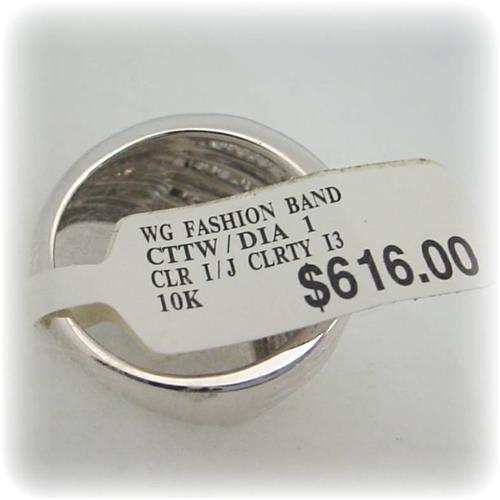 WG FASHION BAND
CTTW/DIA 1
CLR I/J CLRTY I3
10K
$616.00